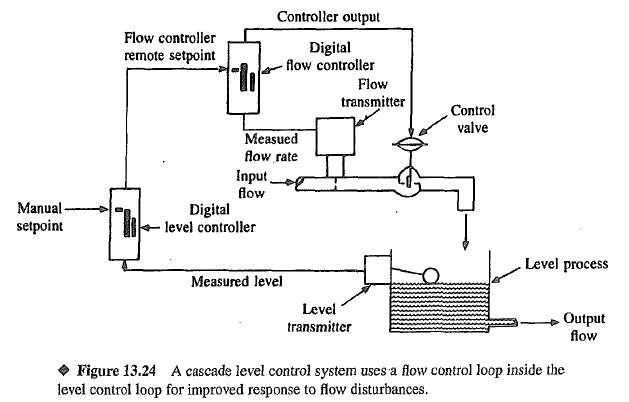 Controller output
Flow controller
remote setpoint
Digital
flow controller
Flow
transmitter
Control
valve
Measued
flow rate
Input
flow
Manual
setpoint
Digital
level controller
Measured level
Level process
Level
transmitter
Output
flow
◆ Figure 13.24 A cascade level control system uses a flow control loop inside the
level control loop for improved response to flow disturbances.